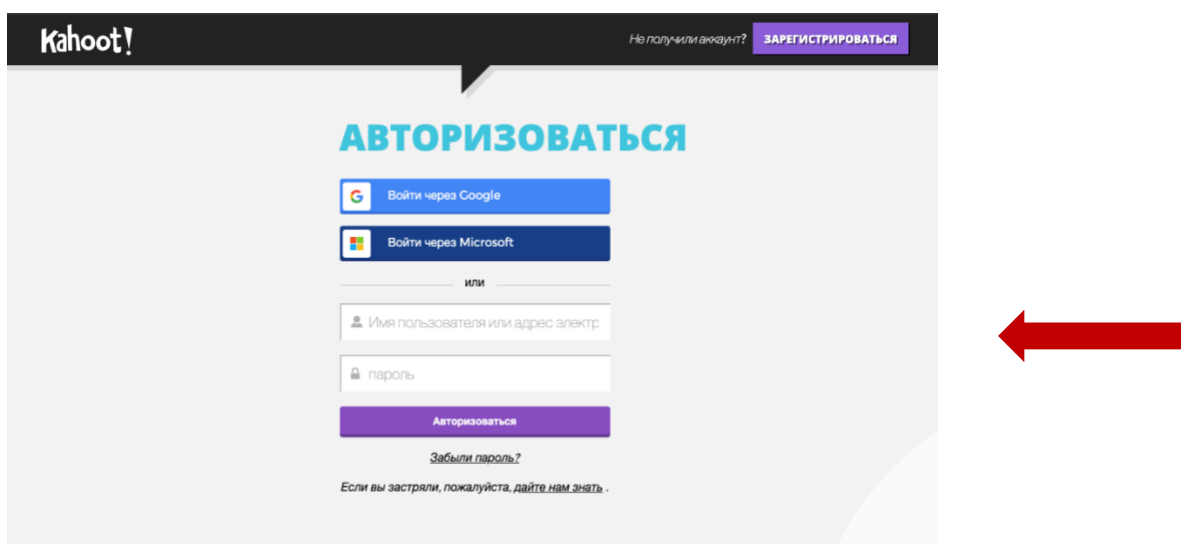 Kahoot!
Не получили аккаунт? ЗАРЕГИСТРИРОВАТЬСЯ
АВТОРИЗОВАТЬСЯ
Войти через Google
Войти через Microsoft
или
Имя пользователя или адрес электр
пароль
Авторизоваться
Забыли пароль?
Если вы застряли, пожалуйста, дайте нам знать .